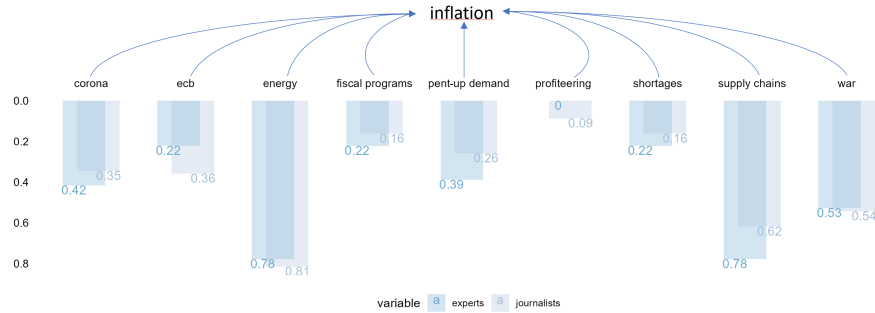 inflation
corona ecb energy fiscal programs pent-up demand profiteering shortages supply chains war
0.0
0
0.09
0.2
0.22 0.22 0.16 0.26 0.22 0.16
0.35 0.36
0.4
0.42 0.39
0.53 0.54
0.6
0.62
0.8
0.78 0.81 0.78
variable a experts a journalists